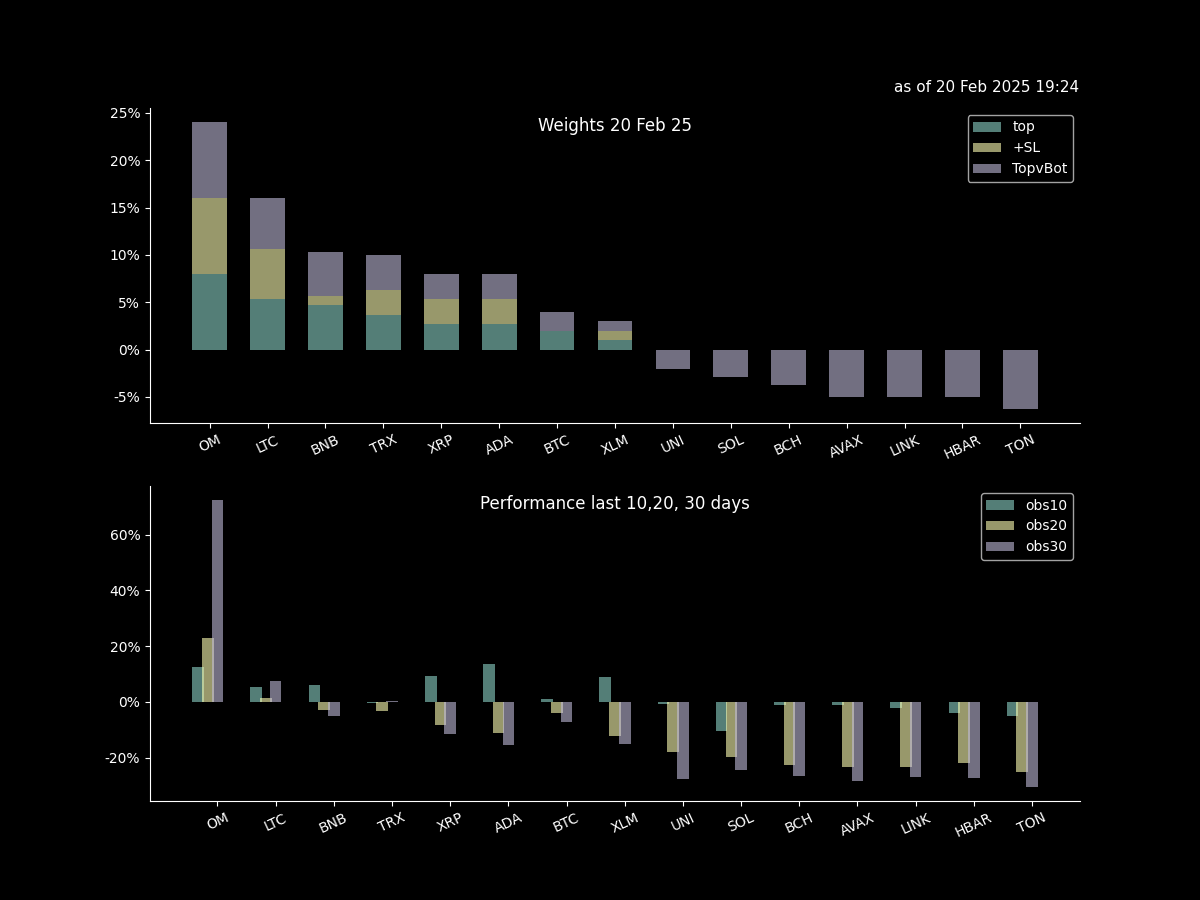 as of 20 Feb 2025 19:24
Weights 20 Feb 25
top
+SL
TopvBot
25%
20%
15%
10%
5%
0%
-5%
OM LTC BNB TRX XRP ADA BTC XLM UNI SOL BCH AVAX LINK HBAR TON
Performance last 10,20, 30 days
obs10
obs20
obs30
60%
40%
20%
0%
-20%
OM LTC BNB TRX XRP ADA BTC XLM UNI SOL BCH AVAX LINK HBAR TON